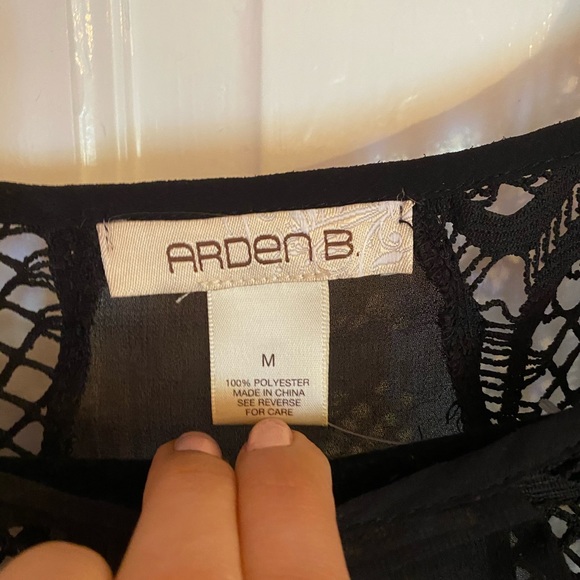 ARDEN B.
M
100% POLYESTER
MADE IN CHINA
SEE REVERSE
FOR CARE